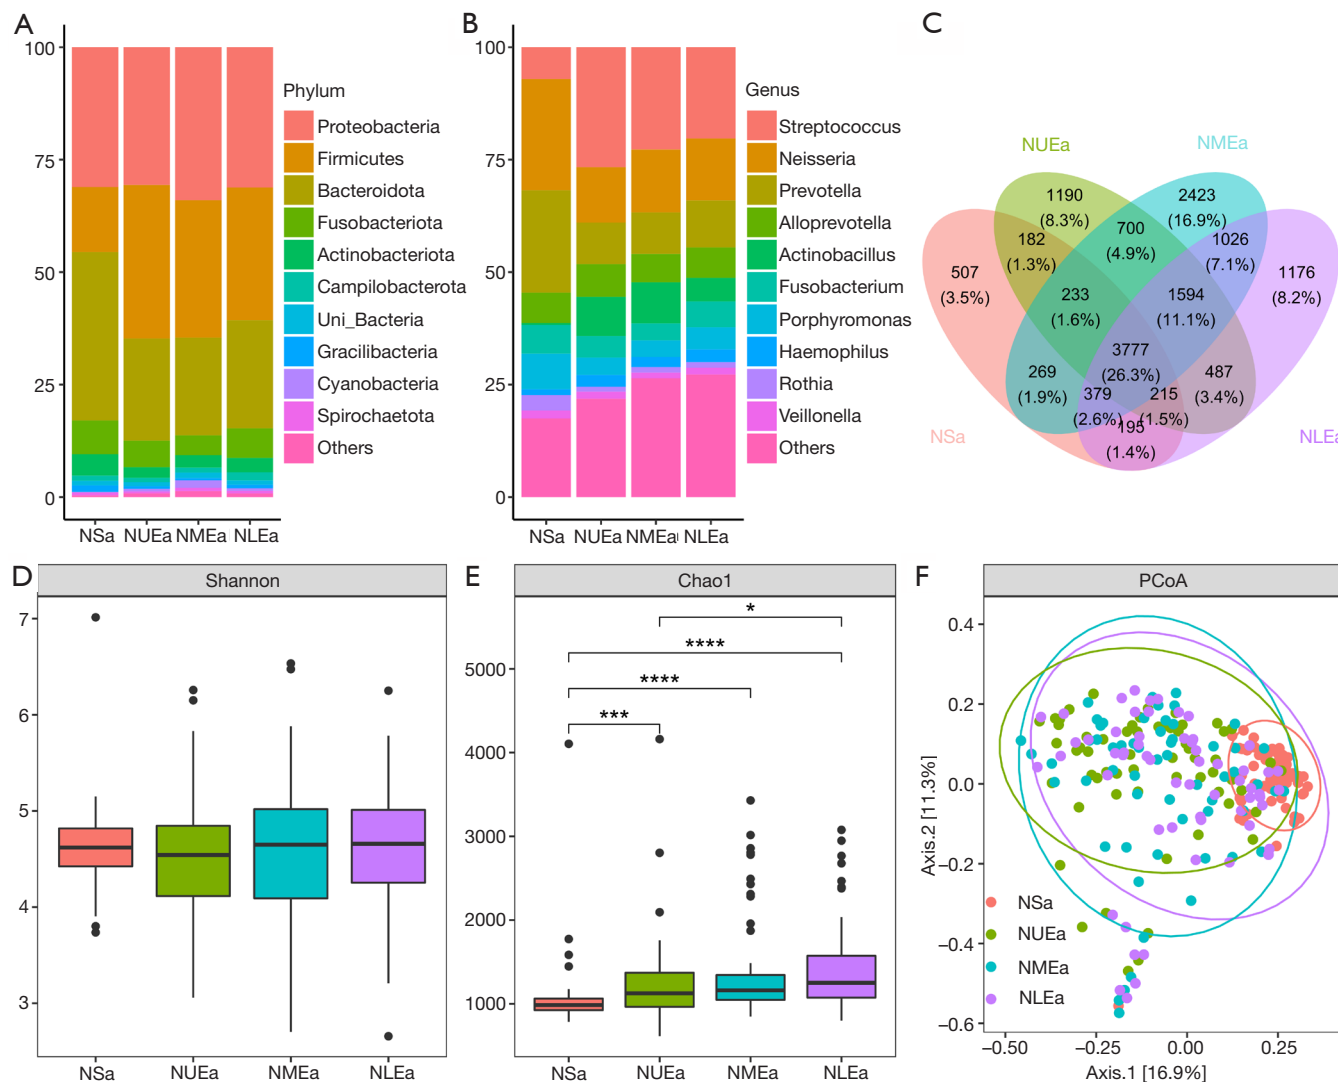 A
100
75
50
25
0
NSa NUEa NMEa NLEa
Phylum
Proteobacteria
Firmicutes
Bacteroidota
Fusobacteriota
Actinobacteriota
Campilobacterota
Uni_Bacteria
Gracilibacteria
Cyanobacteria
Spirochaetota
Others
B
100
75
50
25
0
NSa NUEa NMEa NLEa
Genus
Streptococcus
Neisseria
Prevotella
Alloprevotella
Actinobacillus
Fusobacterium
Porphyromonas
Haemophilus
Rothia
Veillonella
Others
C
NUEa
NMEa
NSa
NLEa
1190
(8.3%)
2423
(16.9%)
182
(1.3%)
700
(4.9%)
1026
(7.1%)
507
(3.5%)
1176
(8.2%)
233
(1.6%)
1594
(11.1%)
3777
(26.3%)
269
(1.9%)
379
(2.6%)
215
(1.5%)
487
(3.4%)
195
(1.4%)
D
Shannon
7
6
5
4
3
NSa NUEa NMEa NLEa
E
Chao1
*
****
****
***
5000
4000
3000
2000
1000
NSa NUEa NMEa NLEa
F
PCoA
Axis.2 [11.3%]
0.4
0.2
0.0
−0.2
−0.4
−0.6
NSa
NUEa
NMEa
NLEa
−0.50 −0.25 0.00 0.25
Axis.1 [16.9%]